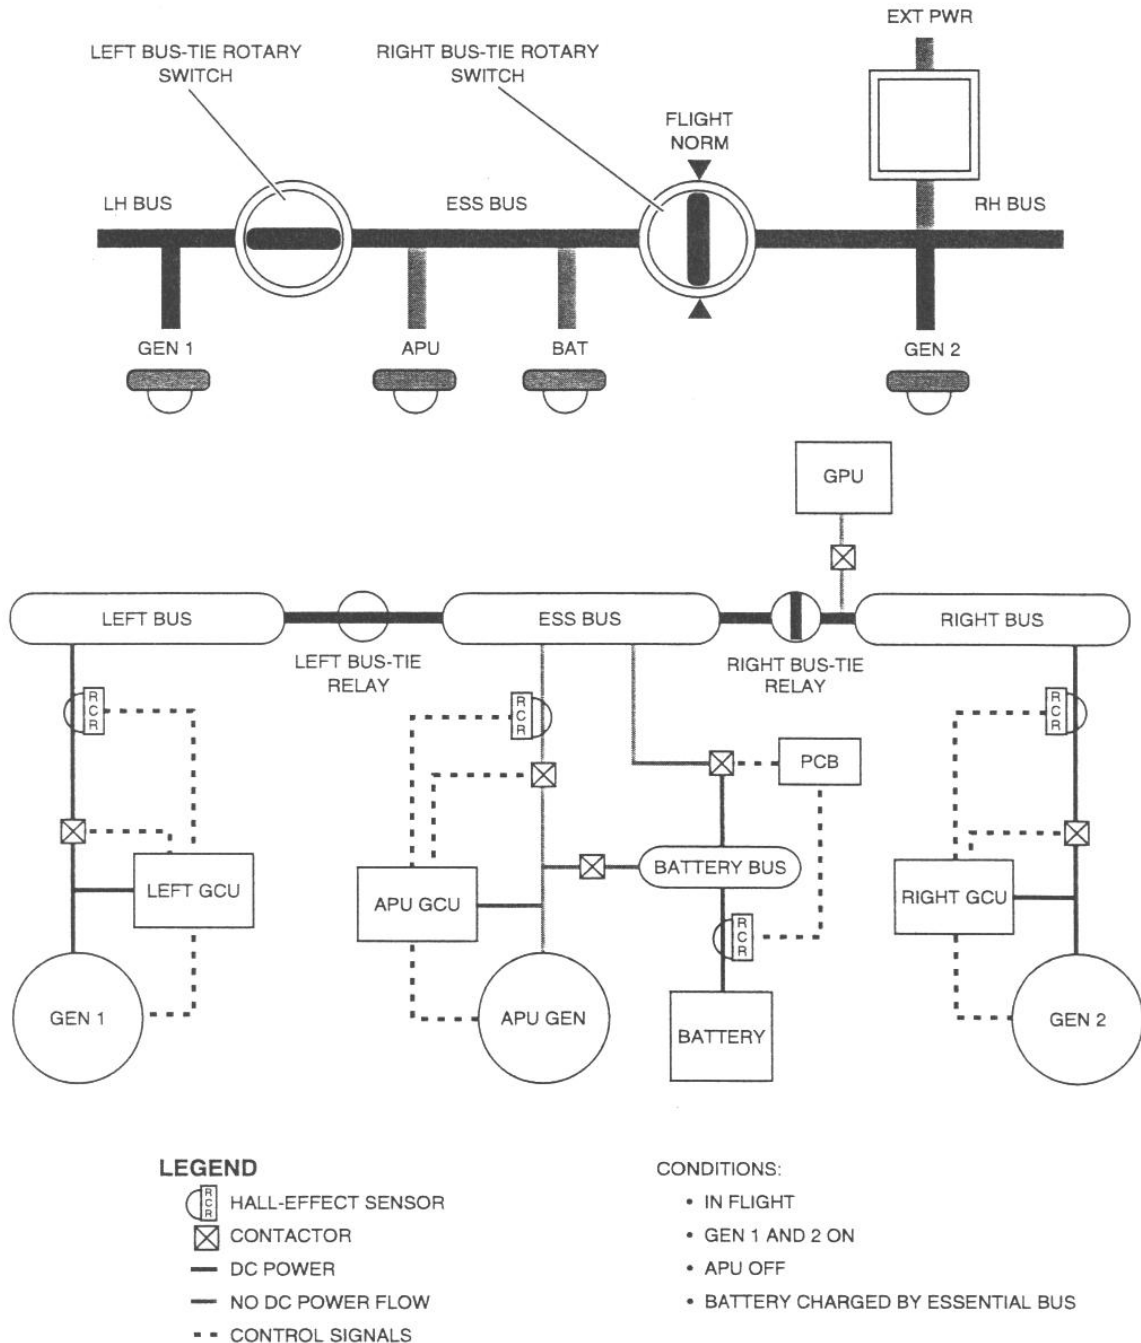 EXT PWR
LEFT BUS-TIE ROTARY
SWITCH
RIGHT BUS-TIE ROTARY
SWITCH
FLIGHT
NORM
LH BUS
ESS BUS
RH BUS
GEN 1
APU
BAT
GEN 2
GPU
LEFT BUS
ESS BUS
RIGHT BUS
LEFT BUS-TIE
RELAY
RIGHT BUS-TIE
RELAY
RCR
RCR
RCR
PCB
LEFT GCU
APU GCU
BATTERY BUS
RIGHT GCU
RCR
GEN 1
APU GEN
BATTERY
GEN 2
LEGEND
RCR HALL-EFFECT SENSOR
CONTACTOR
DC POWER
NO DC POWER FLOW
CONTROL SIGNALS
CONDITIONS:
• IN FLIGHT
• GEN 1 AND 2 ON
• APU OFF
• BATTERY CHARGED BY ESSENTIAL BUS